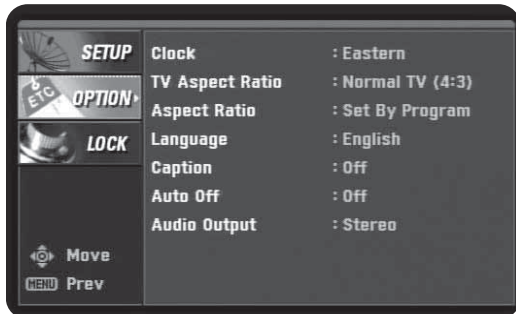 SETUP
ETC OPTION
LOCK
Clock : Eastern
TV Aspect Ratio : Normal TV (4:3)
Aspect Ratio : Set By Program
Language : English
Caption : Off
Auto Off : Off
Audio Output : Stereo
Move
MENU Prev